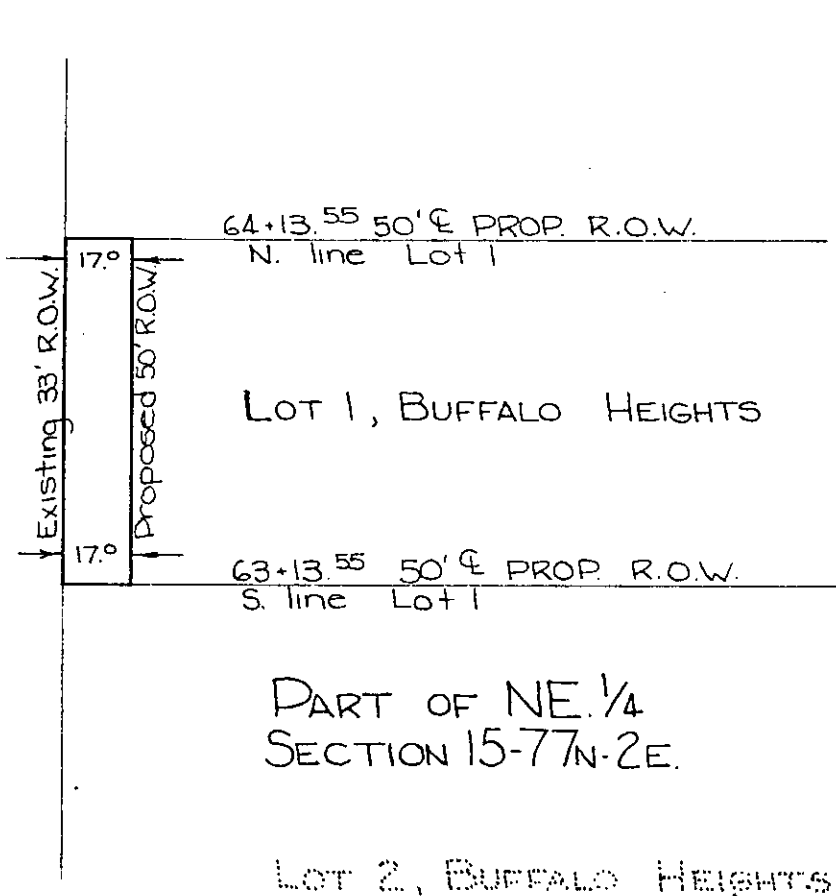 64+13.55 50' ℄ PROP. R.O.W.
N. line Lot 1
17.0
Existing 33' R.O.W.
Proposed 50' R.O.W.
LOT 1, BUFFALO HEIGHTS
17.0
63+13.55 50' ℄ PROP. R.O.W.
S. line Lot 1
PART OF NE.1/4
SECTION 15-77N-2E.
LOT 2, BUFFALO HEIGHTS